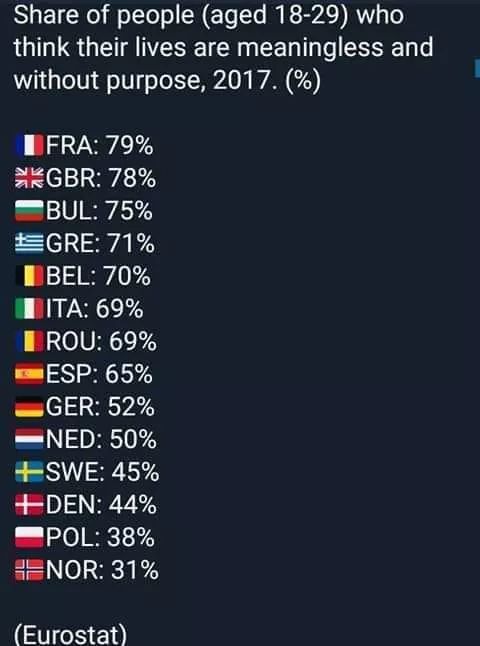 Share of people (aged 18-29) who
think their lives are meaningless and
without purpose, 2017. (%)
FRA: 79%
GBR: 78%
BUL: 75%
GRE: 71%
BEL: 70%
ITA: 69%
ROU: 69%
ESP: 65%
GER: 52%
NED: 50%
SWE: 45%
DEN: 44%
POL: 38%
NOR: 31%
(Eurostat)